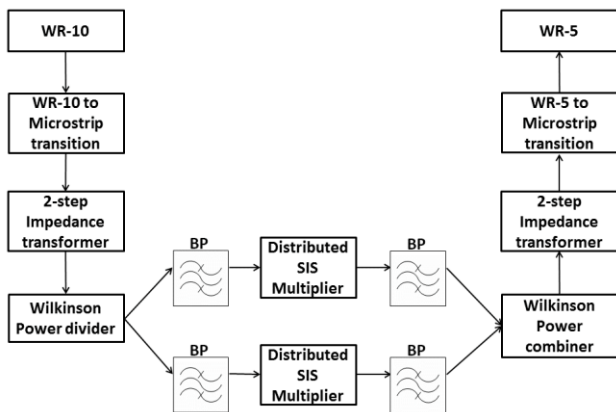 WR-10
WR-10 to
Microstrip
transition
2-step
Impedance
transformer
Wilkinson
Power divider
BP
Distributed
SIS
Multiplier
BP
BP
Distributed
SIS
Multiplier
BP
WR-5
WR-5 to
Microstrip
transition
2-step
Impedance
transformer
Wilkinson
Power
combiner